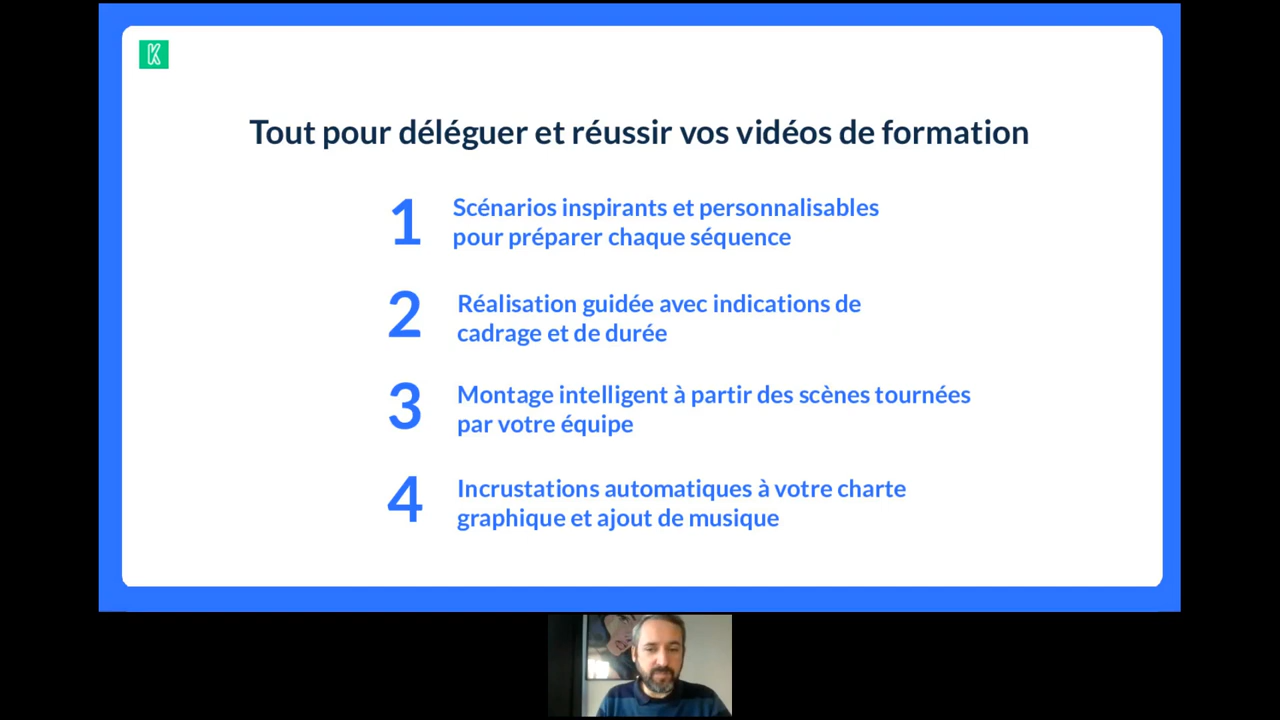 K
Tout pour déléguer et réussir vos vidéos de formation
1
Scénarios inspirants et personnalisables
pour préparer chaque séquence
2
Réalisation guidée avec indications de
cadrage et de durée
3
Montage intelligent à partir des scènes tournées
par votre équipe
4
Incrustations automatiques à votre charte
graphique et ajout de musique